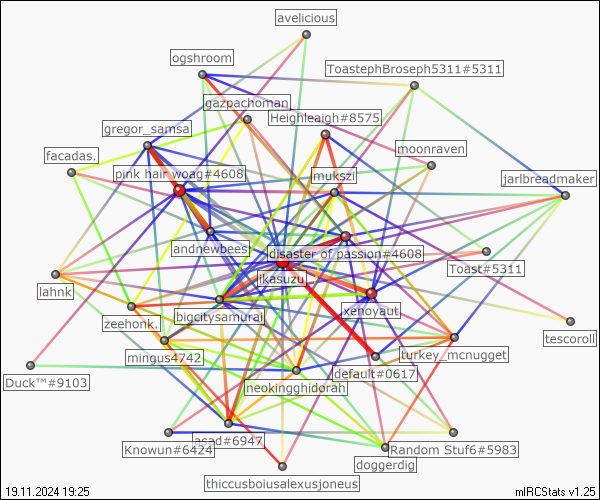 avelicious
ogshroom
ToastephBroseph5311#5311
gazpachoman
Heighleaigh#8575
gregor_samsa
moonraven
facadas.
pink hair woag#4608
mukszi
jarlbreadmaker
andnewbees
disaster of passion#4608
Toast#5311
lahnk
ikasuzu
bigcitysamurai
xenoyaut
zeehonk.
tescoroll
mingus4742
turkey_mcnugget
default#0617
Duck™#9103
neokingghidorah
asad#6947
Knowun#6424
Random Stuf6#5983
doggerdig
thiccusboiusalexusjoneus
19.11.2024 19:25
mIRCStats v1.25